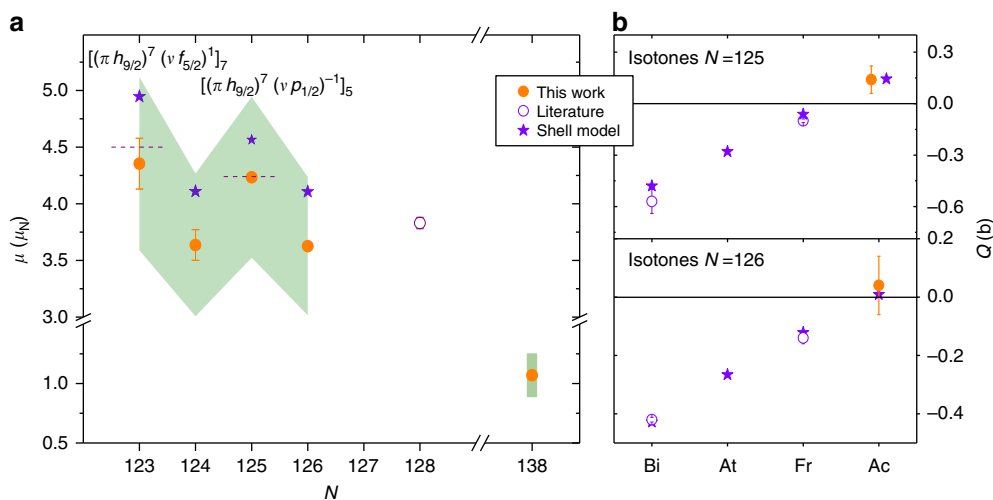 a
b
[(π h9/2)^7 (ν f5/2)^1]7
[(π h9/2)^7 (ν p1/2)^−1]5
This work
Literature
Shell model
5.0
4.5
4.0
3.5
3.0
1.0
0.5
μ (μN)
123 124 125 126 127 128 138
N
Isotones N =125
0.3
0.0
−0.3
−0.6
Q (b)
0.2
Isotones N =126
0.0
−0.2
−0.4
Bi At Fr Ac